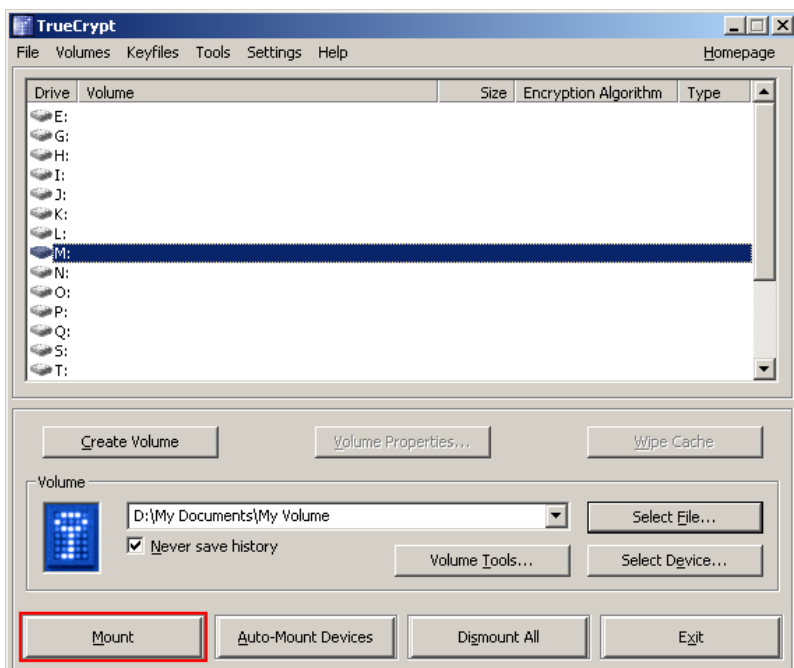 TrueCrypt
File Volumes Keyfiles Tools Settings Help Homepage
Drive Volume Size Encryption Algorithm Type
E:
G:
H:
I:
J:
K:
L:
M:
N:
O:
P:
Q:
S:
T:
Create Volume Volume Properties... Wipe Cache
Volume
D:\My Documents\My Volume Select File...
Never save history Volume Tools... Select Device...
Mount Auto-Mount Devices Dismount All Exit